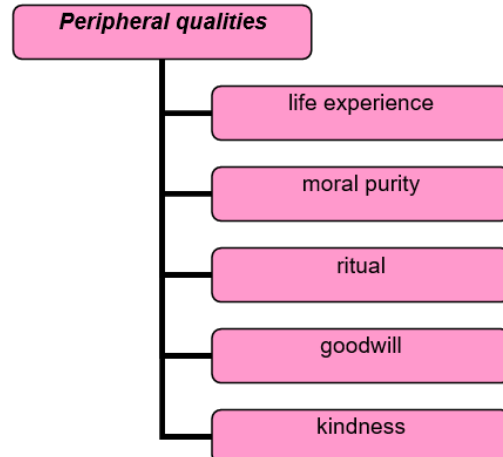 Peripheral qualities
life experience
moral purity
ritual
goodwill
kindness